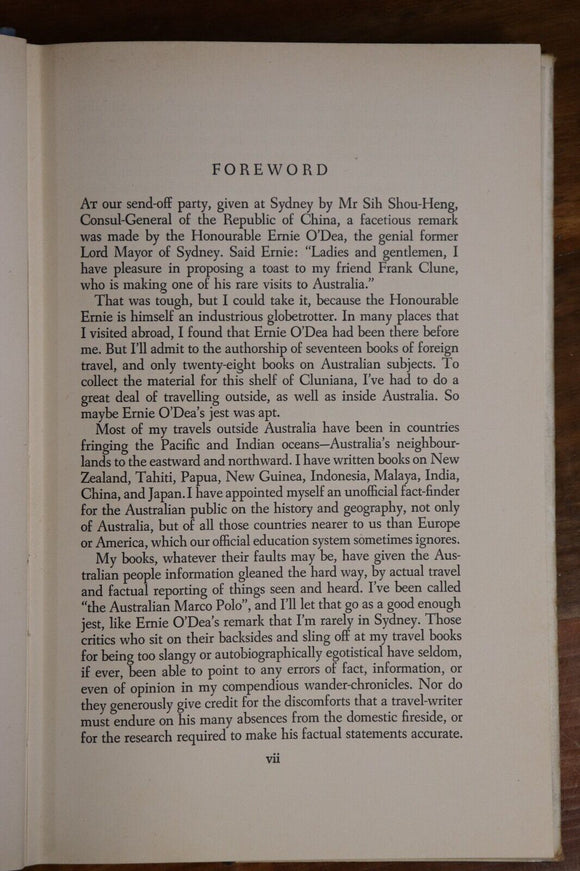 FOREWORD
AT our send-off party, given at Sydney by Mr Sih Shou-Heng,
Consul-General of the Republic of China, a facetious remark
was made by the Honourable Ernie O'Dea, the genial former
Lord Mayor of Sydney. Said Ernie: “Ladies and gentlemen, I
have pleasure in proposing a toast to my friend Frank Clune,
who is making one of his rare visits to Australia.”
That was tough, but I could take it, because the Honourable
Ernie is himself an industrious globetrotter. In many places that
I visited abroad, I found that Ernie O'Dea had been there before
me. But I'll admit to the authorship of seventeen books of foreign
travel, and only twenty-eight books on Australian subjects. To
collect the material for this shelf of Cluniana, I've had to do a
great deal of travelling outside, as well as inside Australia. So
maybe Ernie O'Dea's jest was apt.
Most of my travels outside Australia have been in countries
fringing the Pacific and Indian oceans—Australia's neighbour-
lands to the eastward and northward. I have written books on New
Zealand, Tahiti, Papua, New Guinea, Indonesia, Malaya, India,
China, and Japan. I have appointed myself an unofficial fact-finder
for the Australian public on the history and geography, not only
of Australia, but of all those countries nearer to us than Europe
or America, which our official education system sometimes ignores.
My books, whatever their faults may be, have given the Aus-
tralian people information gleaned the hard way, by actual travel
and factual reporting of things seen and heard. I've been called
“the Australian Marco Polo”, and I'll let that go as a good enough
jest, like Ernie O'Dea's remark that I'm rarely in Sydney. Those
critics who sit on their backsides and sling off at my travel books
for being too slangy or autobiographically egotistical have seldom,
if ever, been able to point to any errors of fact, information, or
even of opinion in my compendious wander-chronicles. Nor do
they generously give credit for the discomforts that a travel-writer
must endure on his many absences from the domestic fireside, or
for the research required to make his factual statements accurate.
vii